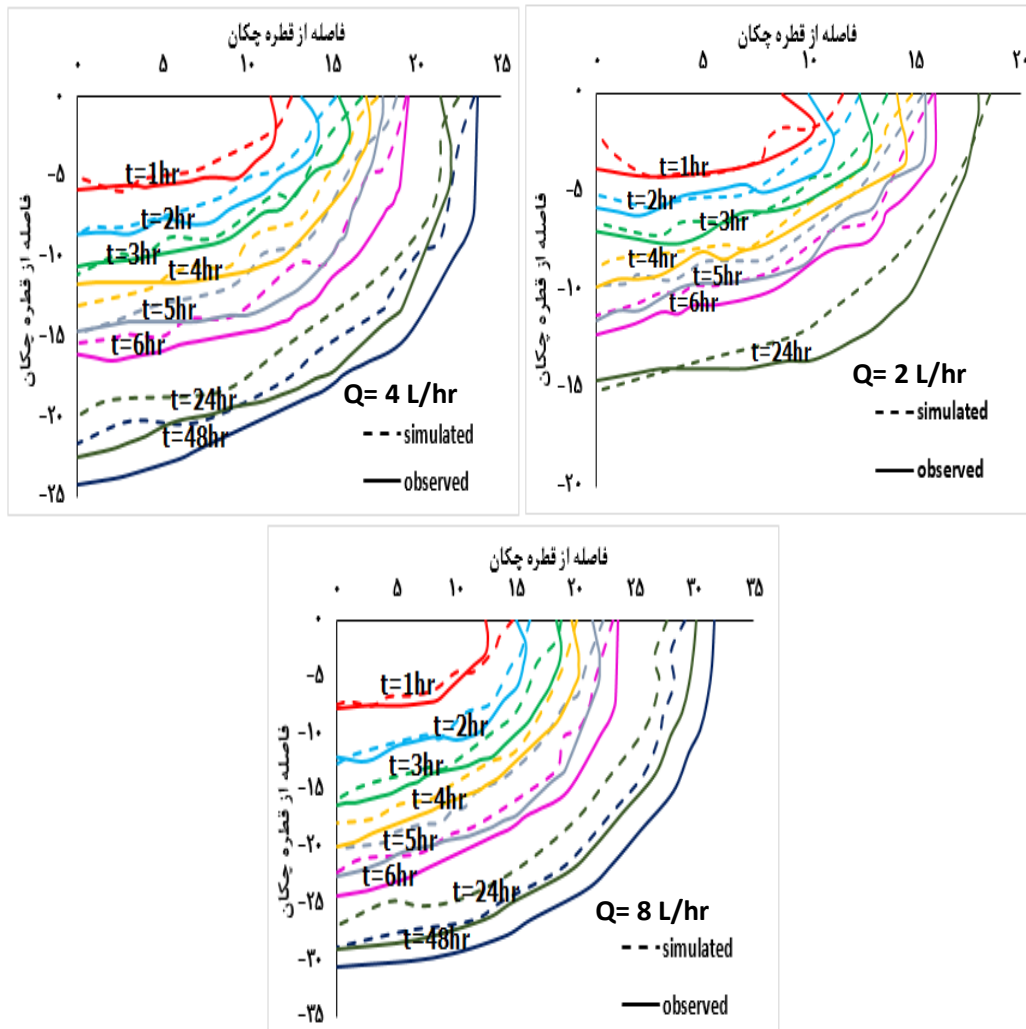 فاصله از قطره چکان
۰ ۵ ۱۰ ۱۵ ۲۰ ۲۵
۰
-۵
-۱۰
-۱۵
-۲۰
-۲۵
فاصله از قطره چکان
t=1hr
t=2hr
t=3hr
t=4hr
t=5hr
t=6hr
t=24hr
t=48hr
Q= 4 L/hr
simulated
observed
فاصله از قطره چکان
۰ ۵ ۱۰ ۱۵ ۲۰
۰
-۵
-۱۰
-۱۵
-۲۰
فاصله از قطره چکان
t=1hr
t=2hr
t=3hr
t=4hr
t=5hr
t=6hr
t=24hr
Q= 2 L/hr
simulated
observed
فاصله از قطره چکان
۰ ۵ ۱۰ ۱۵ ۲۰ ۲۵ ۳۰ ۳۵
۰
-۵
-۱۰
-۱۵
-۲۰
-۲۵
-۳۰
-۳۵
فاصله از قطره چکان
t=1hr
t=2hr
t=3hr
t=4hr
t=5hr
t=6hr
t=24hr
t=48hr
Q= 8 L/hr
simulated
observed